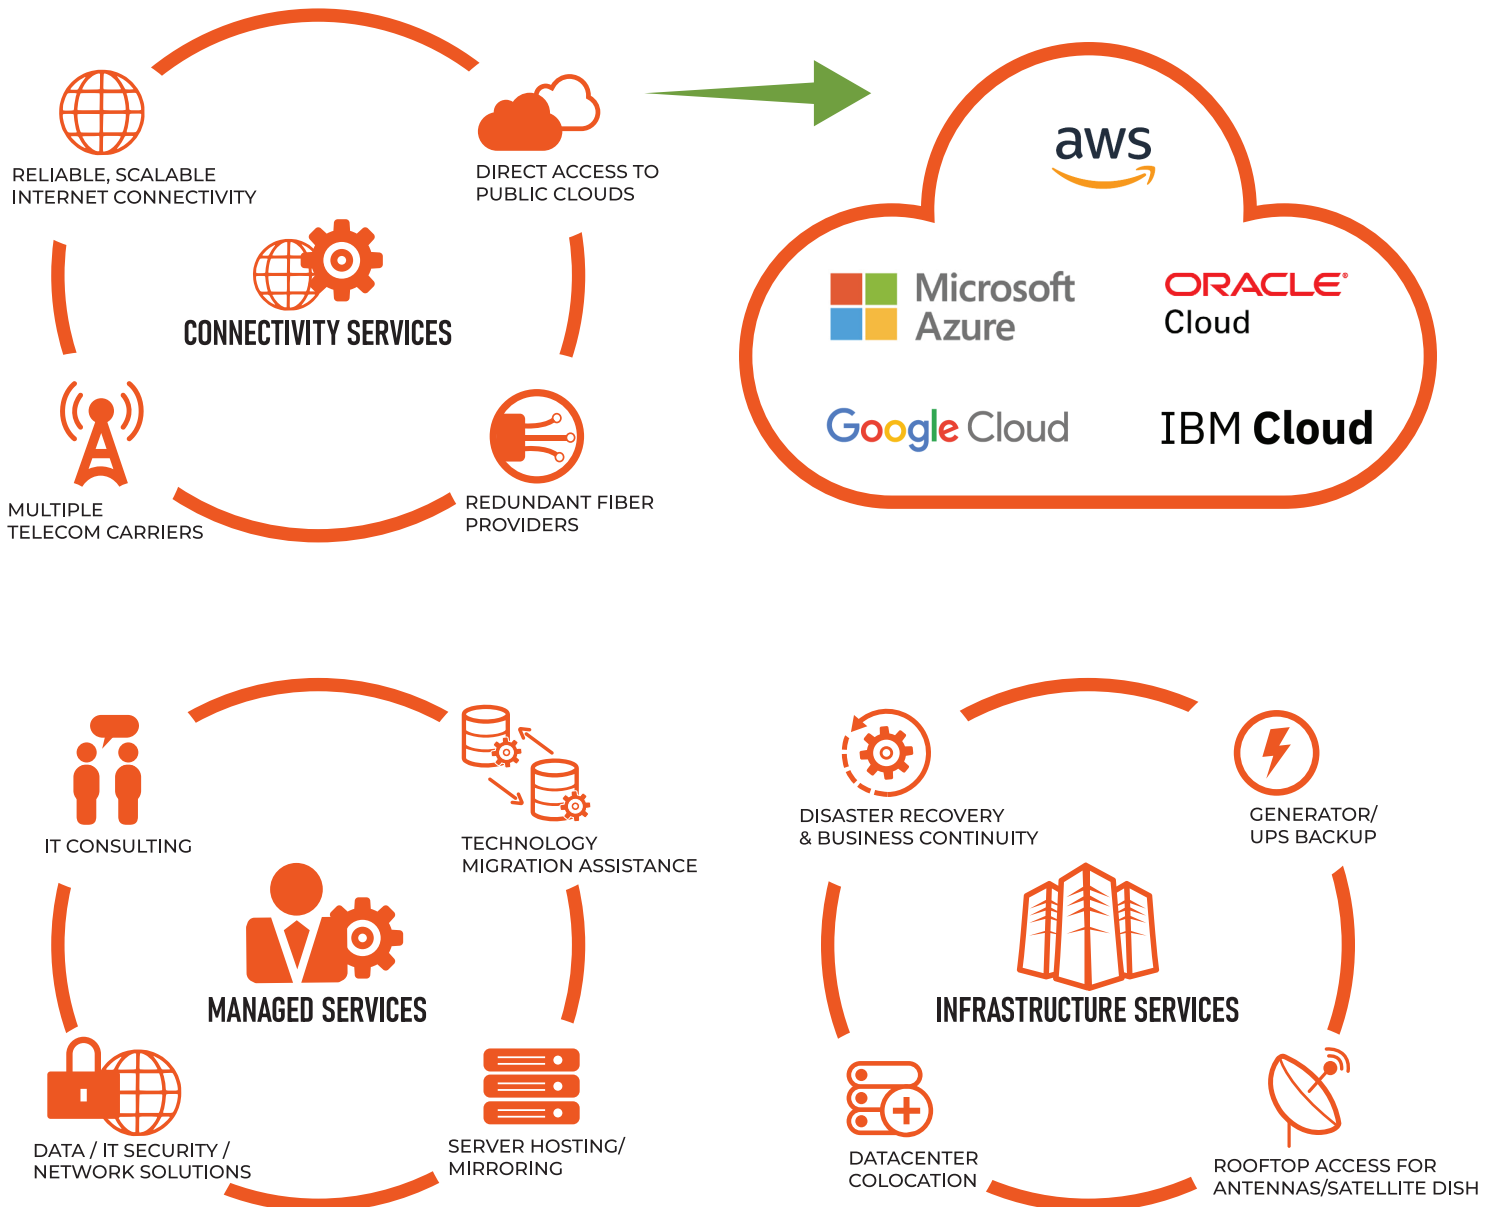 RELIABLE, SCALABLE
INTERNET CONNECTIVITY
DIRECT ACCESS TO
PUBLIC CLOUDS
CONNECTIVITY SERVICES
MULTIPLE
TELECOM CARRIERS
REDUNDANT FIBER
PROVIDERS
aws
Microsoft
Azure
ORACLE®
Cloud
Google Cloud
IBM Cloud
IT CONSULTING
TECHNOLOGY
MIGRATION ASSISTANCE
MANAGED SERVICES
DATA / IT SECURITY /
NETWORK SOLUTIONS
SERVER HOSTING/
MIRRORING
DISASTER RECOVERY
& BUSINESS CONTINUITY
GENERATOR/
UPS BACKUP
INFRASTRUCTURE SERVICES
DATACENTER
COLOCATION
ROOFTOP ACCESS FOR
ANTENNAS/SATELLITE DISH